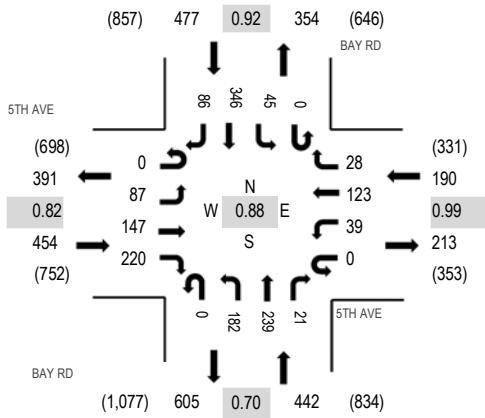 (857) 477 0.92 354 (646)
BAY RD
86 346 45 0
5TH AVE
(698) 0 28 (331)
391 87 N 123 190
0.82 W 0.88 E 0.99
454 147 S 39 213
(752) 220 0 (353)
0 182 239 21
5TH AVE
BAY RD
(1,077) 605 0.70 442 (834)